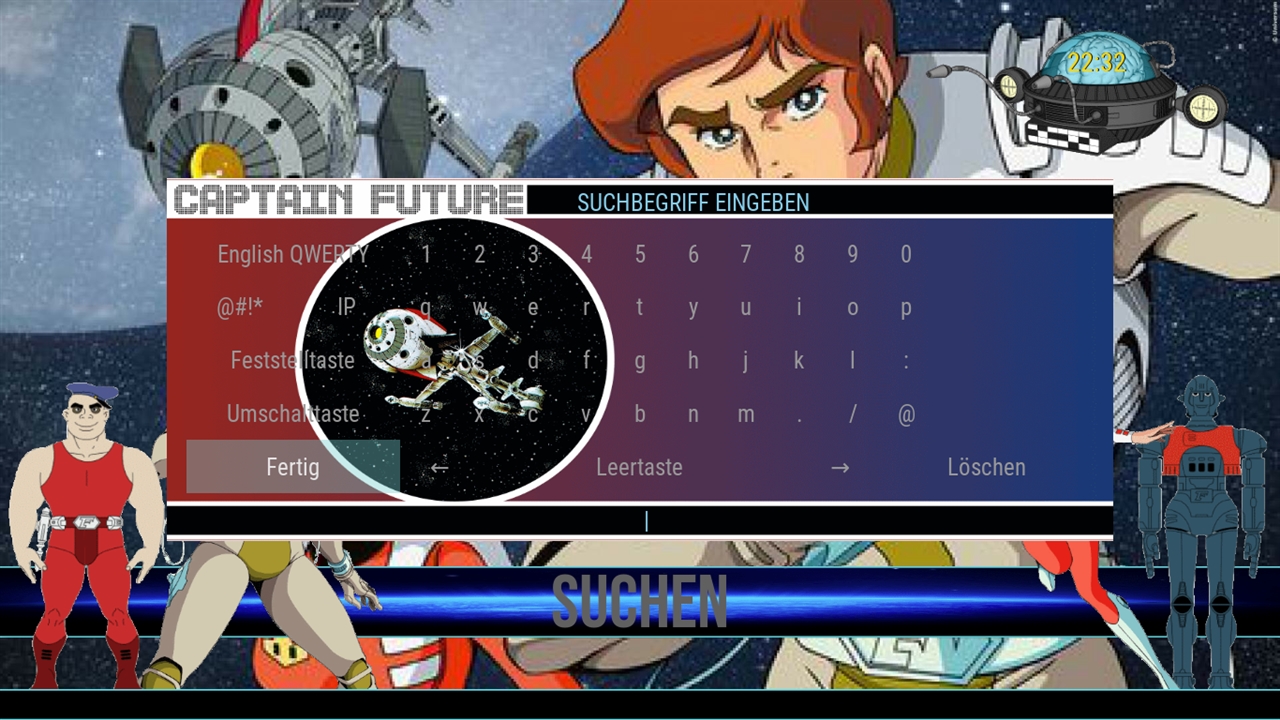 22:32
CAPTAIN FUTURE SUCHBEGRIFF EINGEBEN
English QWERTY 1 2 3 4 5 6 7 8 9 0
@#!* IP q w e r t y u i o p
Feststelltaste s d f g h j k l :
Umschalttaste z x c v b n m . / @
Fertig ← Leertaste → Löschen
SUCHEN